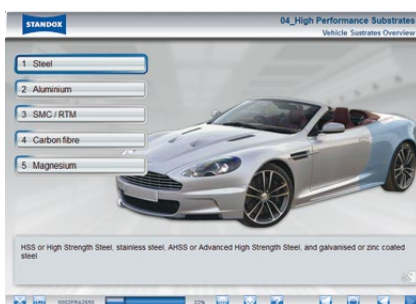 STANDOX
04_High Performance Substrates
Vehicle Sustrates Overview
1 Steel
2 Aluminium
3 SMC / RTM
4 Carbon fibre
5 Magnesium
HSS or High Strength Steel, stainless steel, AHSS or Advanced High Strength Steel, and galvanised or zinc coated
steel
22%